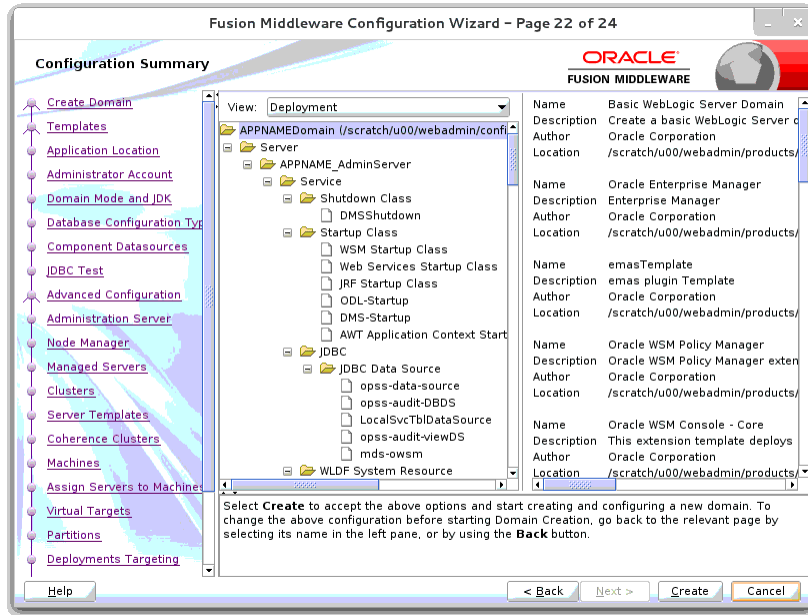 Fusion Middleware Configuration Wizard - Page 22 of 24
Configuration Summary
ORACLE
FUSION MIDDLEWARE
Create Domain
Templates
Application Location
Administrator Account
Domain Mode and JDK
Database Configuration Typ
Component Datasources
JDBC Test
Advanced Configuration
Administration Server
Node Manager
Managed Servers
Clusters
Server Templates
Coherence Clusters
Machines
Assign Servers to Machines
Virtual Targets
Partitions
Deployments Targeting
View: Deployment
APPNAMEDomain (/scratch/u00/webadmin/confi
Server
APPNAME_AdminServer
Service
Shutdown Class
DMSShutdown
Startup Class
WSM Startup Class
Web Services Startup Class
JRF Startup Class
ODL-Startup
DMS-Startup
AWT Application Context Start
JDBC
JDBC Data Source
opss-data-source
opss-audit-DBDS
LocalSvcTblDataSource
opss-audit-viewDS
mds-owsm
WLDF System Resource
Name Basic WebLogic Server Domain
Description Create a basic WebLogic Server d
Author Oracle Corporation
Location /scratch/u00/webadmin/products/
Name Oracle Enterprise Manager
Description Enterprise Manager
Author Oracle Corporation
Location /scratch/u00/webadmin/products/
Name emasTemplate
Description emas plugin Template
Author Oracle Corporation
Location /scratch/u00/webadmin/products/
Name Oracle WSM Policy Manager
Description Oracle WSM Policy Manager exten
Author Oracle Corporation
Location /scratch/u00/webadmin/products/
Name Oracle WSM Console - Core
Description This extension template deploys
Author Oracle Corporation
Location /scratch/u00/webadmin/products/
Select Create to accept the above options and start creating and configuring a new domain. To
change the above configuration before starting Domain Creation, go back to the relevant page by
selecting its name in the left pane, or by using the Back button.
Help
< Back
Next >
Create
Cancel